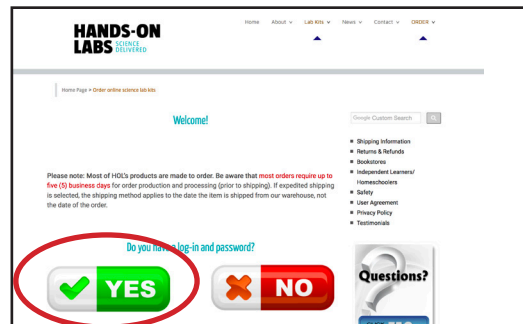 Home About Lab Kits News Contact ORDER
HANDS-ON
LABS SCIENCE
DELIVERED
Home Page > Order online science lab kits
Welcome!
Google Custom Search
Shipping Information
Returns & Refunds
Bookstores
Independent Learners/
Homeschoolers
Safety
User Agreement
Privacy Policy
Testimonials
Please note: Most of HOL's products are made to order. Be aware that most orders require up to
five (5) business days for order production and processing (prior to shipping). If expedited shipping
is selected, the shipping method applies to the date the item is shipped from our warehouse, not
the date of the order.
Do you have a log-in and password?
YES
NO
Questions?